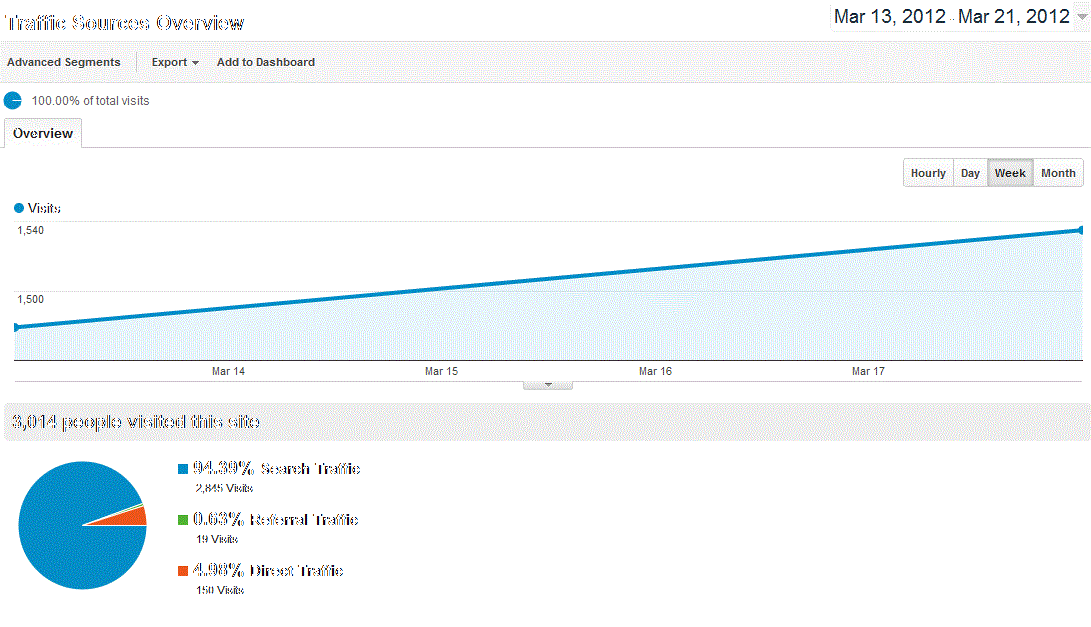 Traffic Sources Overview
Mar 13, 2012 - Mar 21, 2012
Advanced Segments Export Add to Dashboard
100.00% of total visits
Overview
Hourly Day Week Month
Visits
1,540
1,500
Mar 14 Mar 15 Mar 16 Mar 17
3,014 people visited this site
94.39% Search Traffic
2,845 Visits
0.63% Referral Traffic
19 Visits
4.98% Direct Traffic
150 Visits